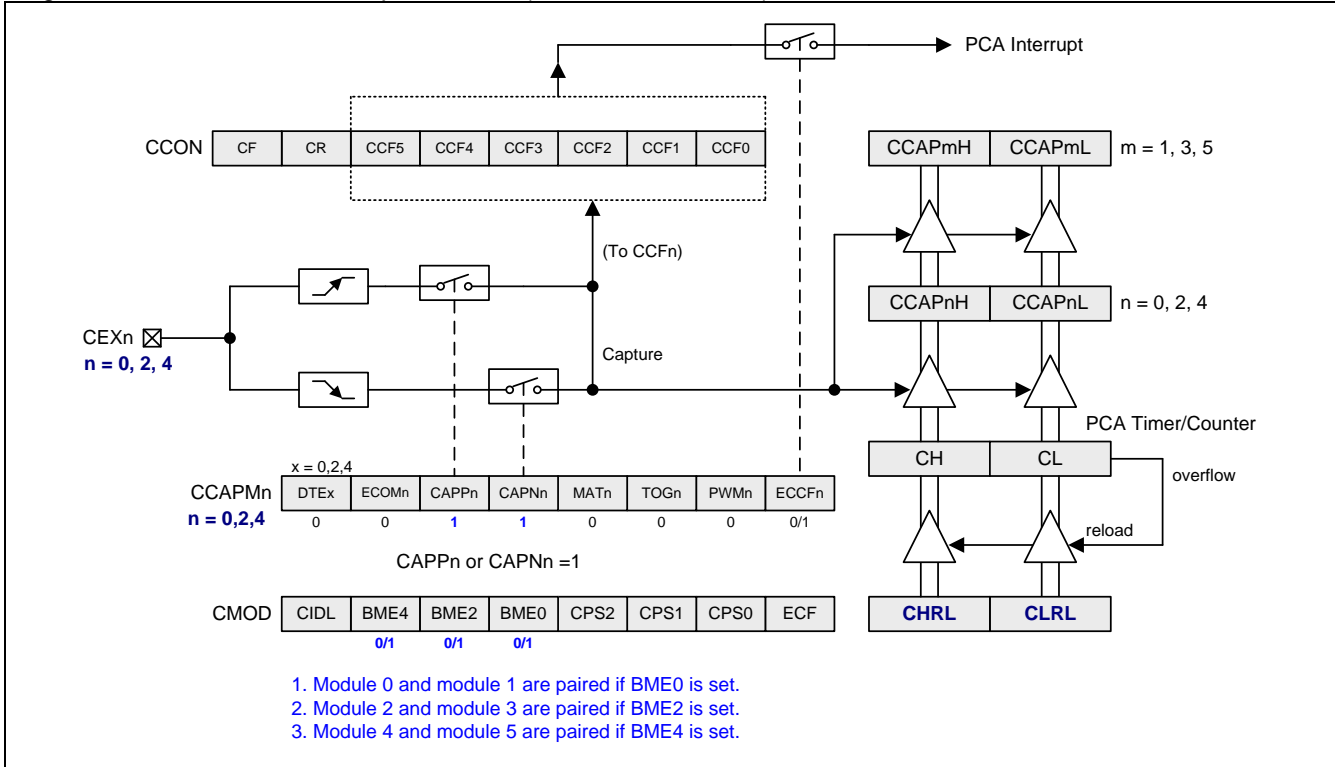 PCA Interrupt
CCON CF CR CCF5 CCF4 CCF3 CCF2 CCF1 CCF0
CCAPmH CCAPmL m = 1, 3, 5
(To CCFn)
CCAPnH CCAPnL n = 0, 2, 4
CEXn
n = 0, 2, 4
Capture
PCA Timer/Counter
CH CL
overflow
x = 0,2,4
CCAPMn DTEx ECOMn CAPPn CAPNn MATn TOGn PWMn ECCFn
n = 0,2,4 0 0 1 1 0 0 0 0/1
reload
CAPPn or CAPNn =1
CMOD CIDL BME4 BME2 BME0 CPS2 CPS1 CPS0 ECF
0/1 0/1 0/1
CHRL CLRL
1. Module 0 and module 1 are paired if BME0 is set.
2. Module 2 and module 3 are paired if BME2 is set.
3. Module 4 and module 5 are paired if BME4 is set.